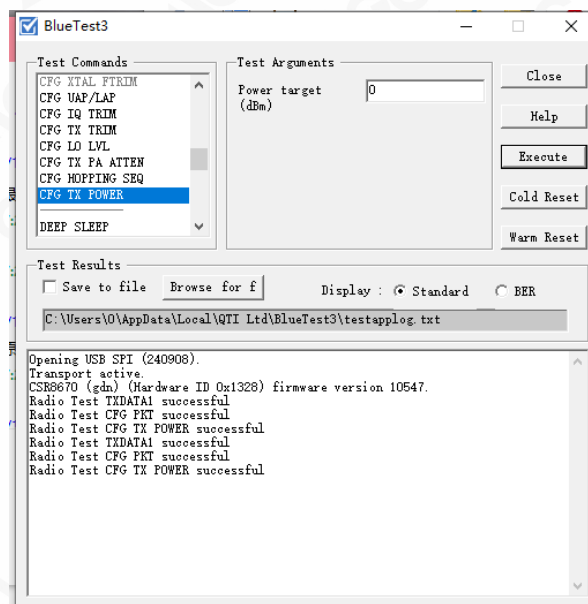 BlueTest3
Test Commands
CFG XTAL FTRIM
CFG UAP/LAP
CFG IQ TRIM
CFG TX TRIM
CFG LO LVL
CFG TX PA ATTEN
CFG HOPPING SEQ
CFG TX POWER
DEEP SLEEP
Test Arguments
Power target
(dBm)
0
Close
Help
Execute
Cold Reset
Warm Reset
Test Results
Save to file
Browse for f
Display :
Standard
BER
C:\Users\0\AppData\Local\QTI Ltd\BlueTest3\testapplog.txt
Opening USB SPI (240908).
Transport active.
CSR8670 (gdn) (Hardware ID 0x1328) firmware version 10547.
Radio Test TXDATA1 successful
Radio Test CFG PKT successful
Radio Test CFG TX POWER successful
Radio Test TXDATA1 successful
Radio Test CFG PKT successful
Radio Test CFG TX POWER successful